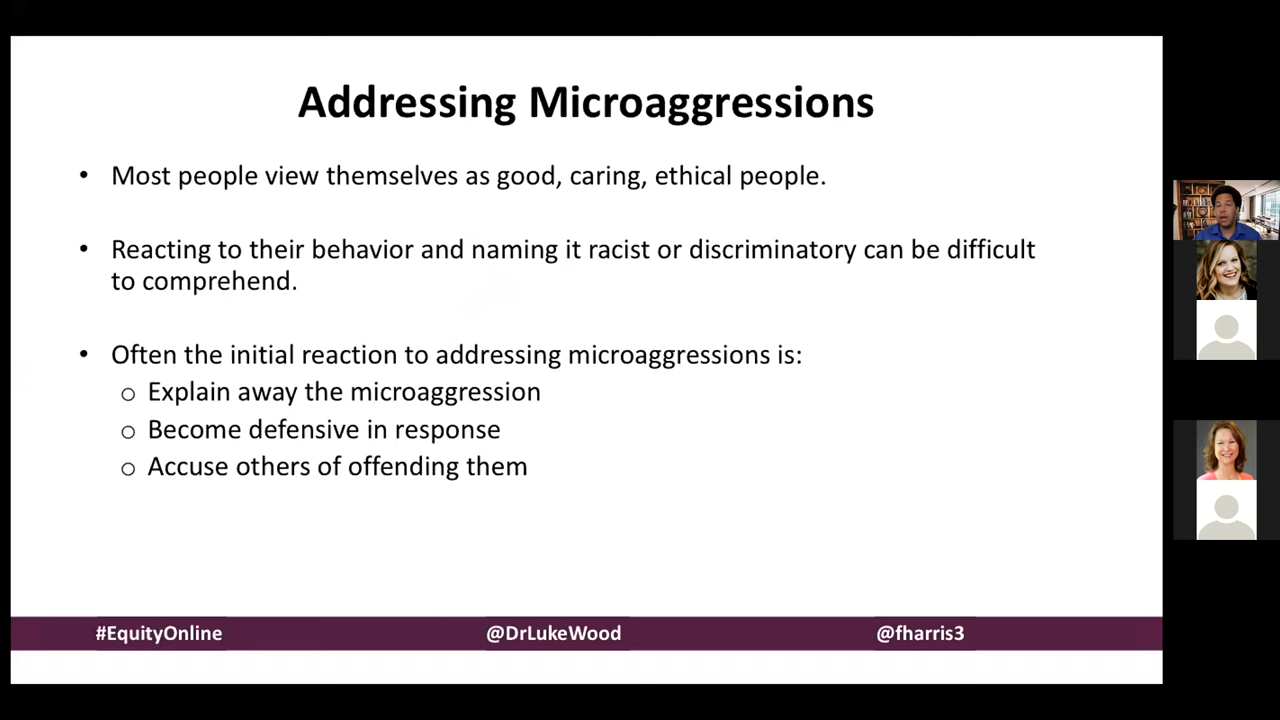 Addressing Microaggressions
• Most people view themselves as good, caring, ethical people.
• Reacting to their behavior and naming it racist or discriminatory can be difficult
to comprehend.
• Often the initial reaction to addressing microaggressions is:
o Explain away the microaggression
o Become defensive in response
o Accuse others of offending them
#EquityOnline @DrLukeWood @fharris3